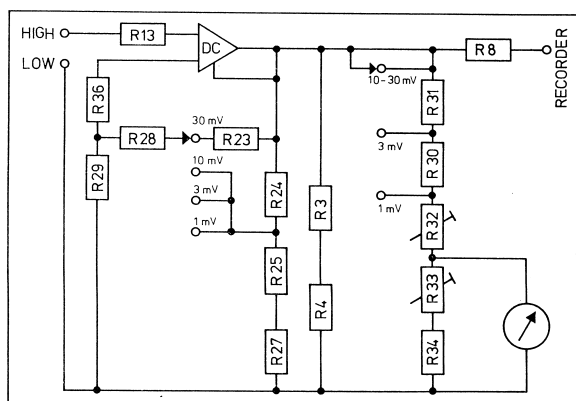 HIGH
R13
DC
R8
RECORDER
LOW
10-30 mV
R36
R31
R28
30 mV
R23
3 mV
R30
R29
10 mV
R24
3 mV
R3
1 mV
R32
1 mV
R25
R33
R4
R27
R34